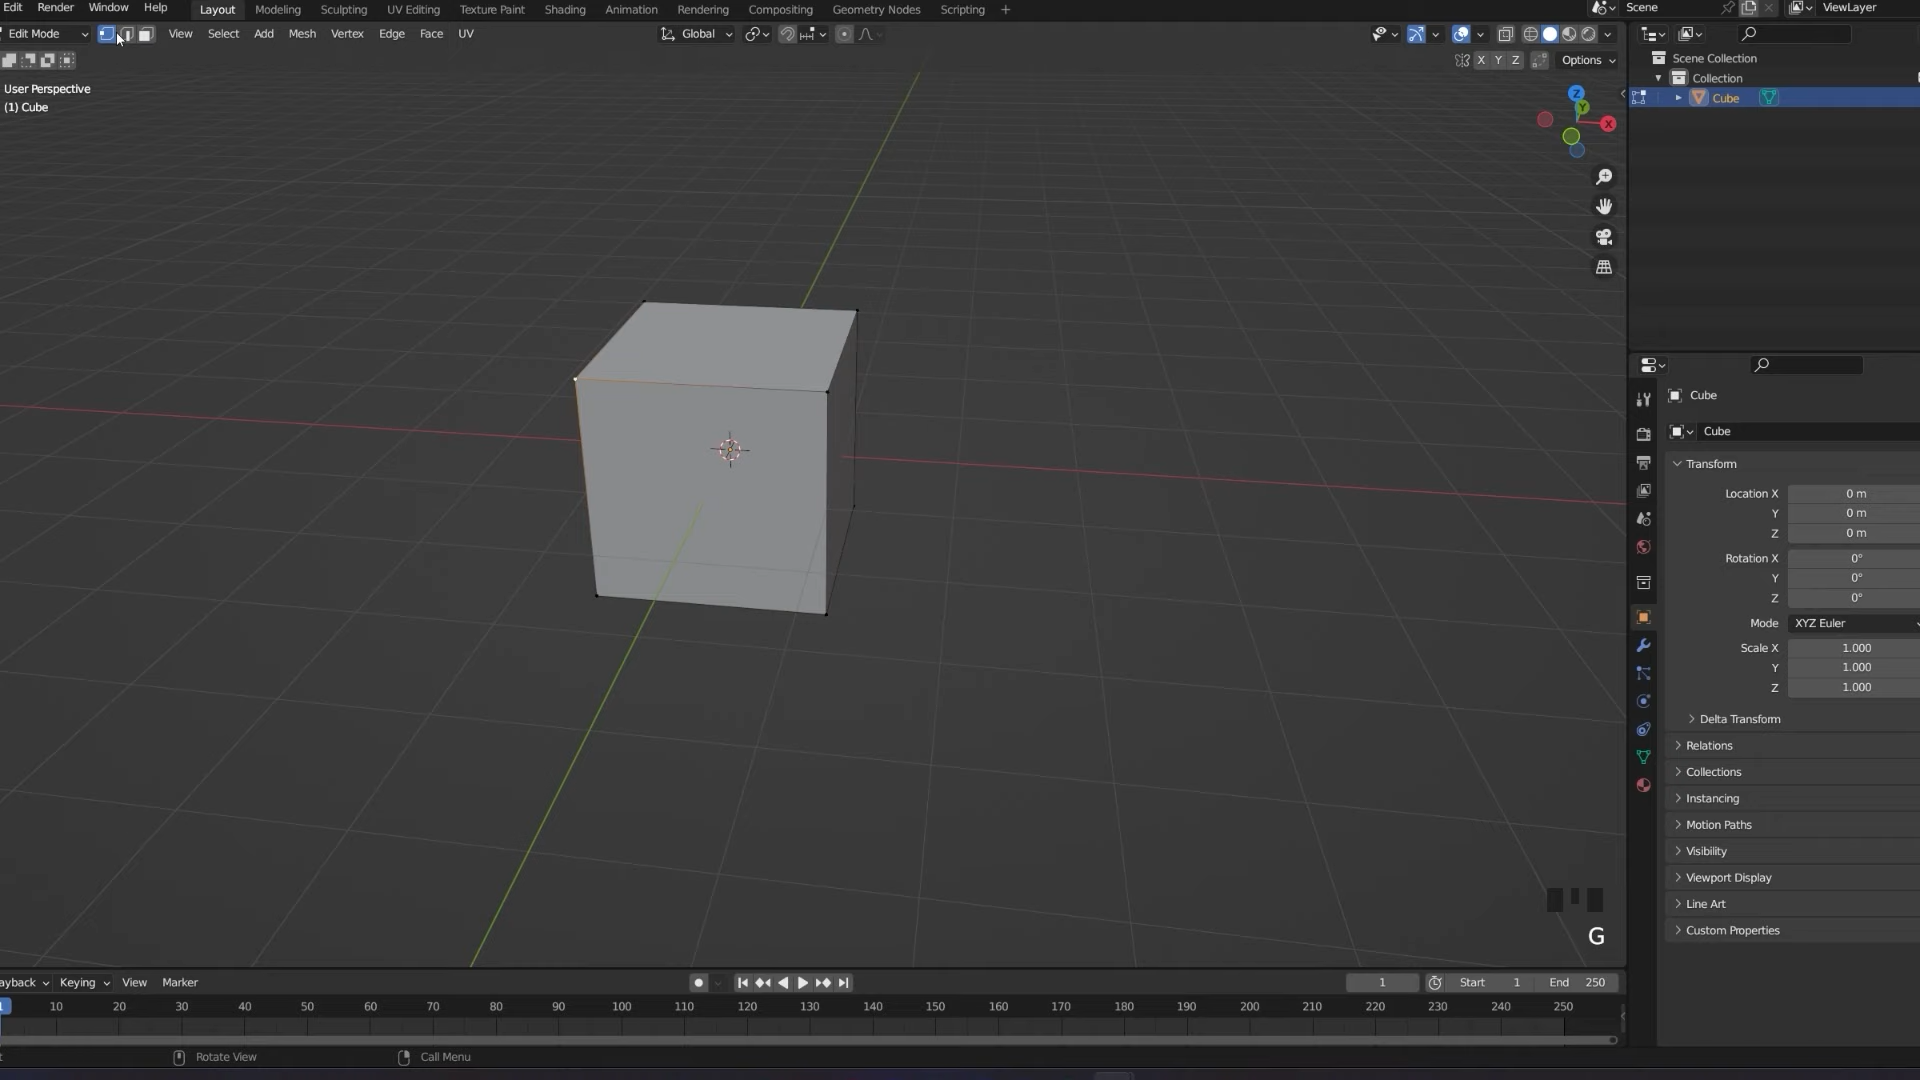 Edit Render Window Help Layout Modeling Sculpting UV Editing Texture Paint Shading Animation Rendering Compositing Geometry Nodes Scripting + Scene ViewLayer
Edit Mode View Select Add Mesh Vertex Edge Face UV Global
X Y Z Options
Scene Collection
Collection
Cube
User Perspective
(1) Cube
Z
Y
X
Cube
Cube
Transform
Location X 0 m
Y 0 m
Z 0 m
Rotation X 0°
Y 0°
Z 0°
Mode XYZ Euler
Scale X 1.000
Y 1.000
Z 1.000
Delta Transform
Relations
Collections
Instancing
Motion Paths
Visibility
Viewport Display
Line Art
Custom Properties
G
ayback Keying View Marker 1 Start 1 End 250
1 10 20 30 40 50 60 70 80 90 100 110 120 130 140 150 160 170 180 190 200 210 220 230 240 250
t Rotate View Call Menu